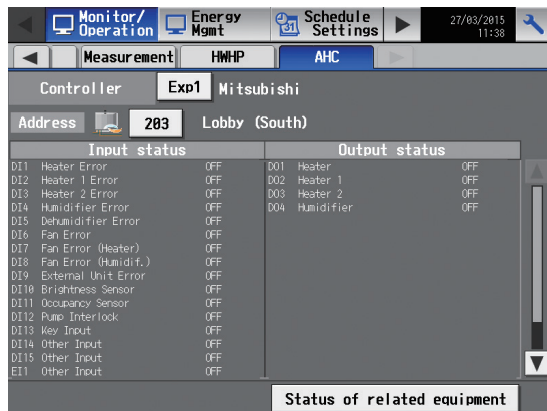 Monitor/
Operation
Energy
Mgmt
Schedule
Settings
27/03/2015
11:38
Measurement
HWHP
AHC
Controller Exp1 Mitsubishi
Address 203 Lobby (South)
Input status Output status
DI1 Heater Error OFF DO1 Heater OFF
DI2 Heater 1 Error OFF DO2 Heater 1 OFF
DI3 Heater 2 Error OFF DO3 Heater 2 OFF
DI4 Humidifier Error OFF DO4 Humidifier OFF
DI5 Dehumidifier Error OFF
DI6 Fan Error OFF
DI7 Fan Error (Heater) OFF
DI8 Fan Error (Humidif.) OFF
DI9 External Unit Error OFF
DI10 Brightness Sensor OFF
DI11 Occupancy Sensor OFF
DI12 Pump Interlock OFF
DI13 Key Input OFF
DI14 Other Input OFF
DI15 Other Input OFF
EI1 Other Input OFF
Status of related equipment